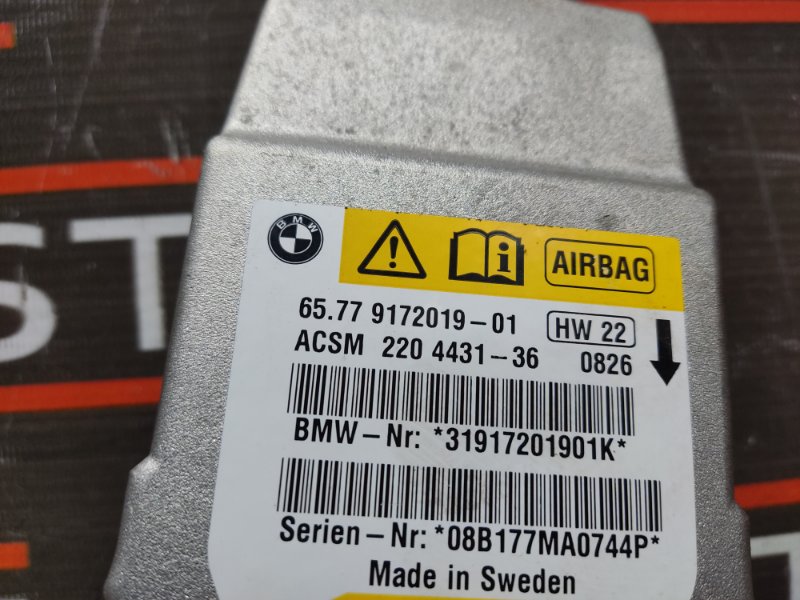 BMW
AIRBAG
65.77 9172019-01 HW 22
ACSM 220 4431-36 0826
BMW-Nr: *31917201901K*
Serien-Nr: *08B177MA0744P*
Made in Sweden
ST